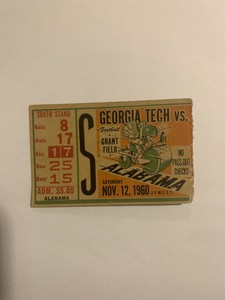 SOUTH STAND
Gate 8
Aisle 17
Sec. 17
Row 25
Seat 15
ADM. $5.00
ALABAMA
S
GEORGIA TECH vs.
Football
GRANT
FIELD
NO
PASS OUT
CHECKS
ALABAMA
SATURDAY
NOV. 12, 1960